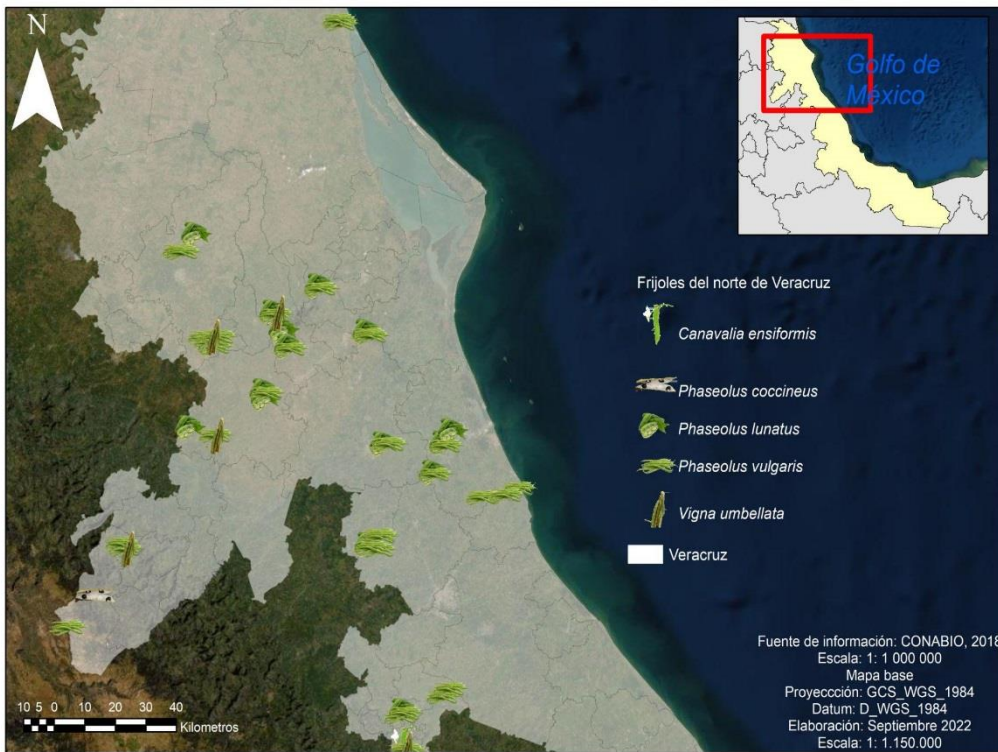 N
Golfo de
México
Frijoles del norte de Veracruz
Canavalia ensiformis
Phaseolus coccineus
Phaseolus lunatus
Phaseolus vulgaris
Vigna umbellata
Veracruz
Fuente de información: CONABIO, 2018
Escala: 1: 1 000 000
Mapa base
Proyeccción: GCS_WGS_1984
Datum: D_WGS_1984
Elaboración: Septiembre 2022
Escala: 1: 1.150.000
10 5 0 10 20 30 40
Kilometros